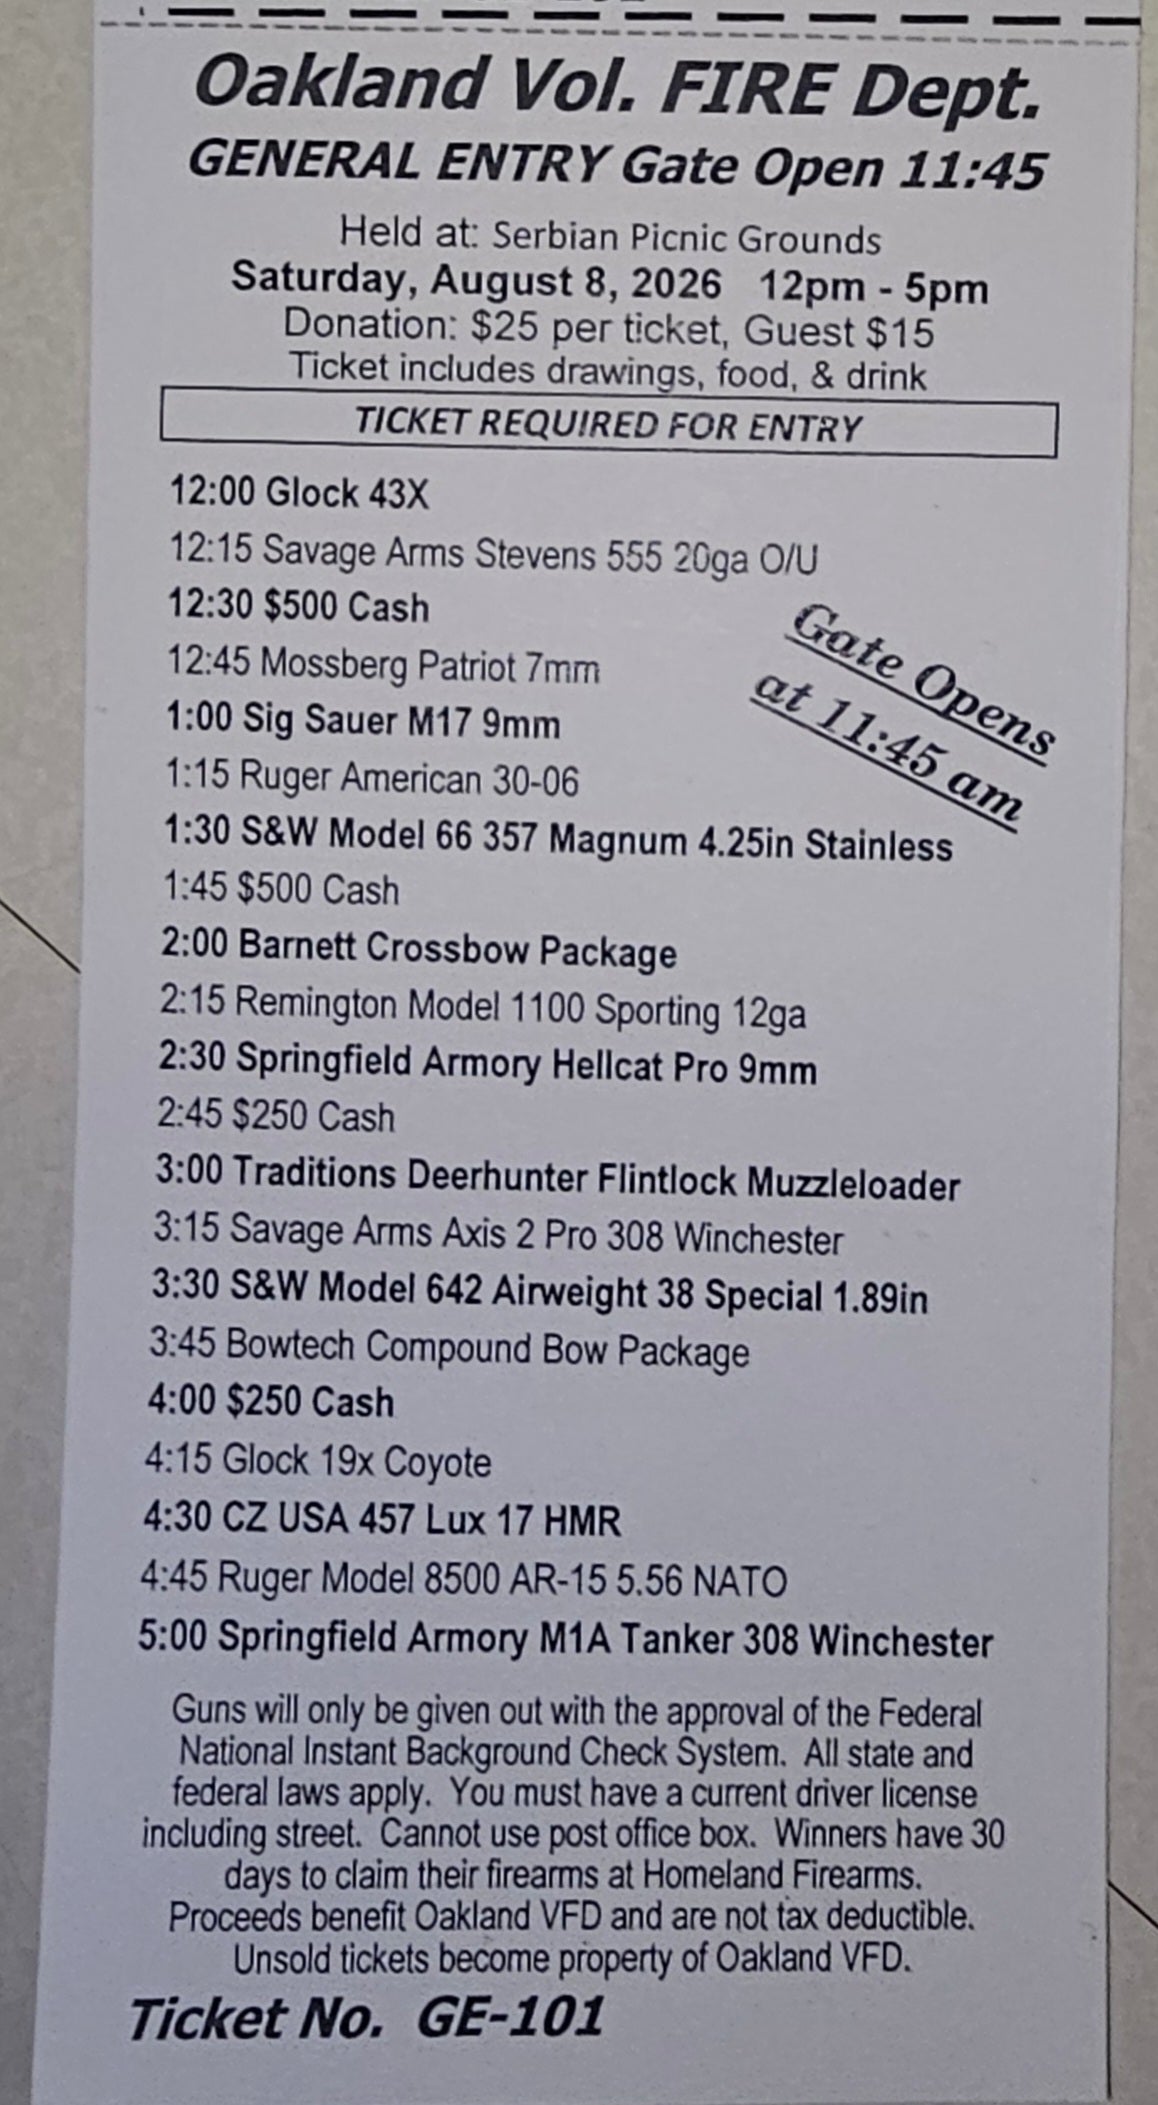 Oakland Vol. FIRE Dept.
GENERAL ENTRY Gate Open 11:45
Held at: Serbian Picnic Grounds
Saturday, August 8, 2026 12pm - 5pm
Donation: $25 per ticket, Guest $15
Ticket includes drawings, food, & drink
TICKET REQUIRED FOR ENTRY
12:00 Glock 43X
12:15 Savage Arms Stevens 555 20ga O/U
12:30 $500 Cash
12:45 Mossberg Patriot 7mm
1:00 Sig Sauer M17 9mm
1:15 Ruger American 30-06
Gate Opens
at 11:45 am
1:30 S&W Model 66 357 Magnum 4.25in Stainless
1:45 $500 Cash
2:00 Barnett Crossbow Package
2:15 Remington Model 1100 Sporting 12ga
2:30 Springfield Armory Hellcat Pro 9mm
2:45 $250 Cash
3:00 Traditions Deerhunter Flintlock Muzzleloader
3:15 Savage Arms Axis 2 Pro 308 Winchester
3:30 S&W Model 642 Airweight 38 Special 1.89in
3:45 Bowtech Compound Bow Package
4:00 $250 Cash
4:15 Glock 19x Coyote
4:30 CZ USA 457 Lux 17 HMR
4:45 Ruger Model 8500 AR-15 5.56 NATO
5:00 Springfield Armory M1A Tanker 308 Winchester
Guns will only be given out with the approval of the Federal
National Instant Background Check System. All state and
federal laws apply. You must have a current driver license
including street. Cannot use post office box. Winners have 30
days to claim their firearms at Homeland Firearms.
Proceeds benefit Oakland VFD and are not tax deductible.
Unsold tickets become property of Oakland VFD.
Ticket No. GE-101